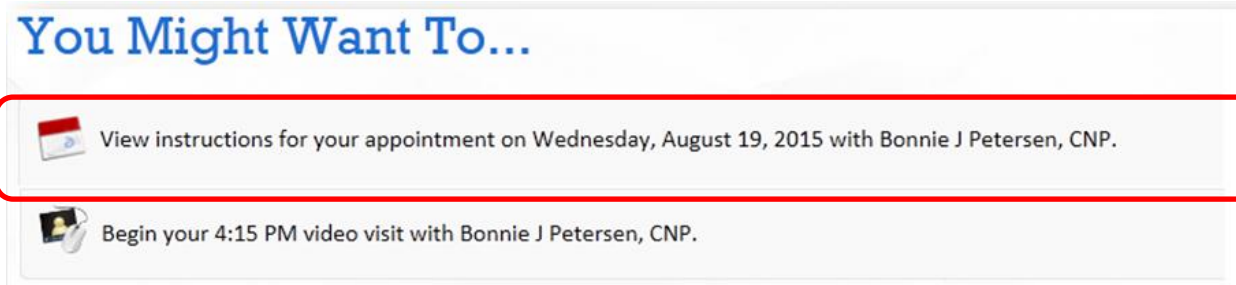 You Might Want To...
View instructions for your appointment on Wednesday, August 19, 2015 with Bonnie J Petersen, CNP.
Begin your 4:15 PM video visit with Bonnie J Petersen, CNP.